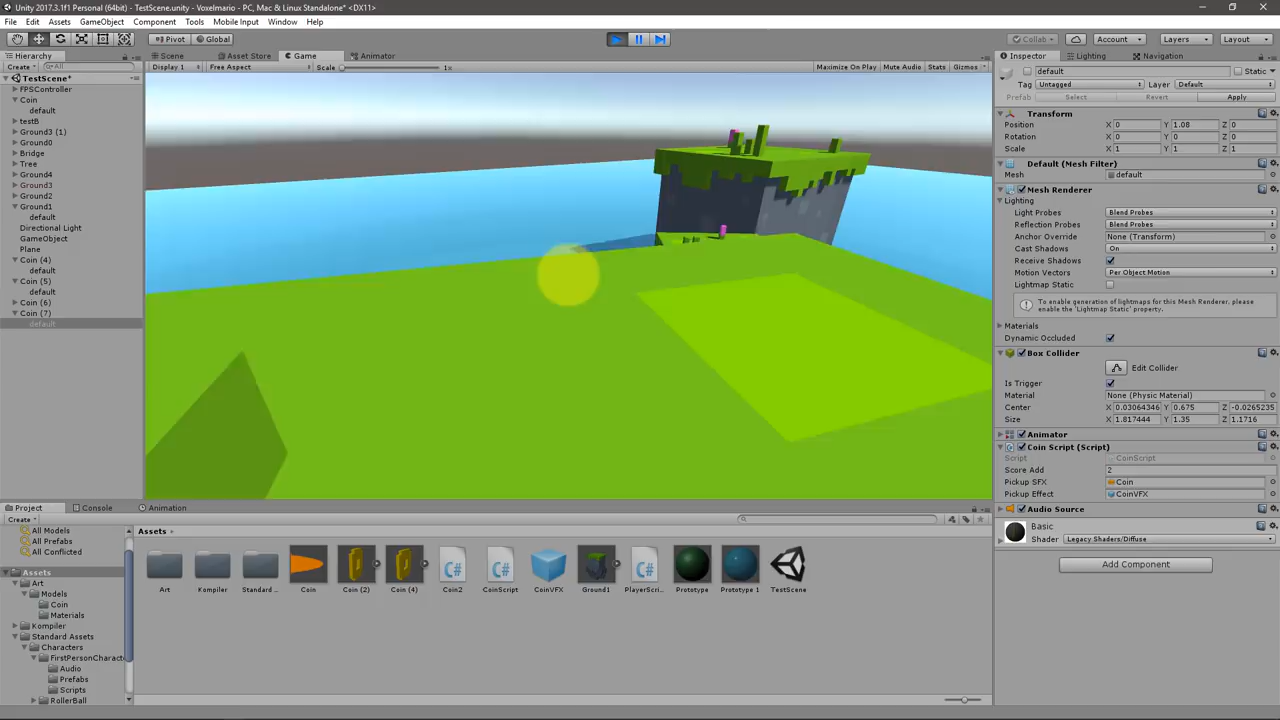 Unity 2017.3.1f1 Personal (64bit) - TestScene.unity - Voxelmario - PC, Mac & Linux Standalone* <DX11>
File Edit Assets GameObject Component Tools Mobile Input Window Help
Pivot Global Collab Account Layers Layout
Hierarchy Scene Asset Store Game Animator Inspector Lighting Navigation
Create All Display 1 Free Aspect Scale 1x Maximize On Play Mute Audio Stats Gizmos
TestScene*
FPSController
Coin
default
testB
Ground3 (1)
Ground0
Bridge
Tree
Ground4
Ground3
Ground2
Ground1
default
Directional Light
GameObject
Plane
Coin (4)
default
Coin (5)
default
Coin (6)
Coin (7)
default
default Static
Tag Untagged Layer Default
Prefab Select Revert Apply
Transform
Position X 0 Y 1.08 Z 0
Rotation X 0 Y 0 Z 0
Scale X 1 Y 1 Z 1
Default (Mesh Filter)
Mesh default
Mesh Renderer
Lighting
Light Probes Blend Probes
Reflection Probes Blend Probes
Anchor Override None (Transform)
Cast Shadows On
Receive Shadows
Motion Vectors Per Object Motion
Lightmap Static
To enable generation of lightmaps for this Mesh Renderer, please
enable the 'Lightmap Static' property.
Materials
Dynamic Occluded
Box Collider
Edit Collider
Is Trigger
Material None (Physic Material)
Center X 0.03064346 Y 0.675 Z -0.0265235
Size X 1.817444 Y 1.35 Z 1.1716
Animator
Coin Script (Script)
Script CoinScript
Score Add 2
Pickup SFX Coin
Pickup Effect CoinVFX
Audio Source
Basic
Shader Legacy Shaders/Diffuse
Add Component
Project Console Animation
Create
All Models
All Prefabs
All Conflicted
Assets
Art
Models
Coin
Materials
Kompiler
Standard Assets
Characters
FirstPersonCharact
Audio
Prefabs
Scripts
RollerBall
Assets
Art Kompiler Standard ... Coin Coin (2) Coin (4) Coin2 CoinScript CoinVFX Ground1 PlayerScri... Prototype Prototype 1 TestScene